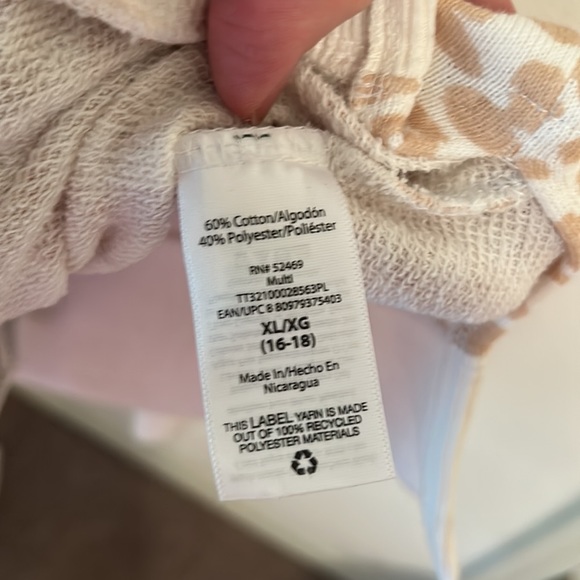 60% Cotton/Algodón
40% Polyester/Poliéster
RN# 52469
Multi
TT32100028563PL
EAN/UPC 8 80979375403
XL/XG
(16-18)
Made In/Hecho En
Nicaragua
THIS LABEL YARN IS MADE
OUT OF 100% RECYCLED
POLYESTER MATERIALS